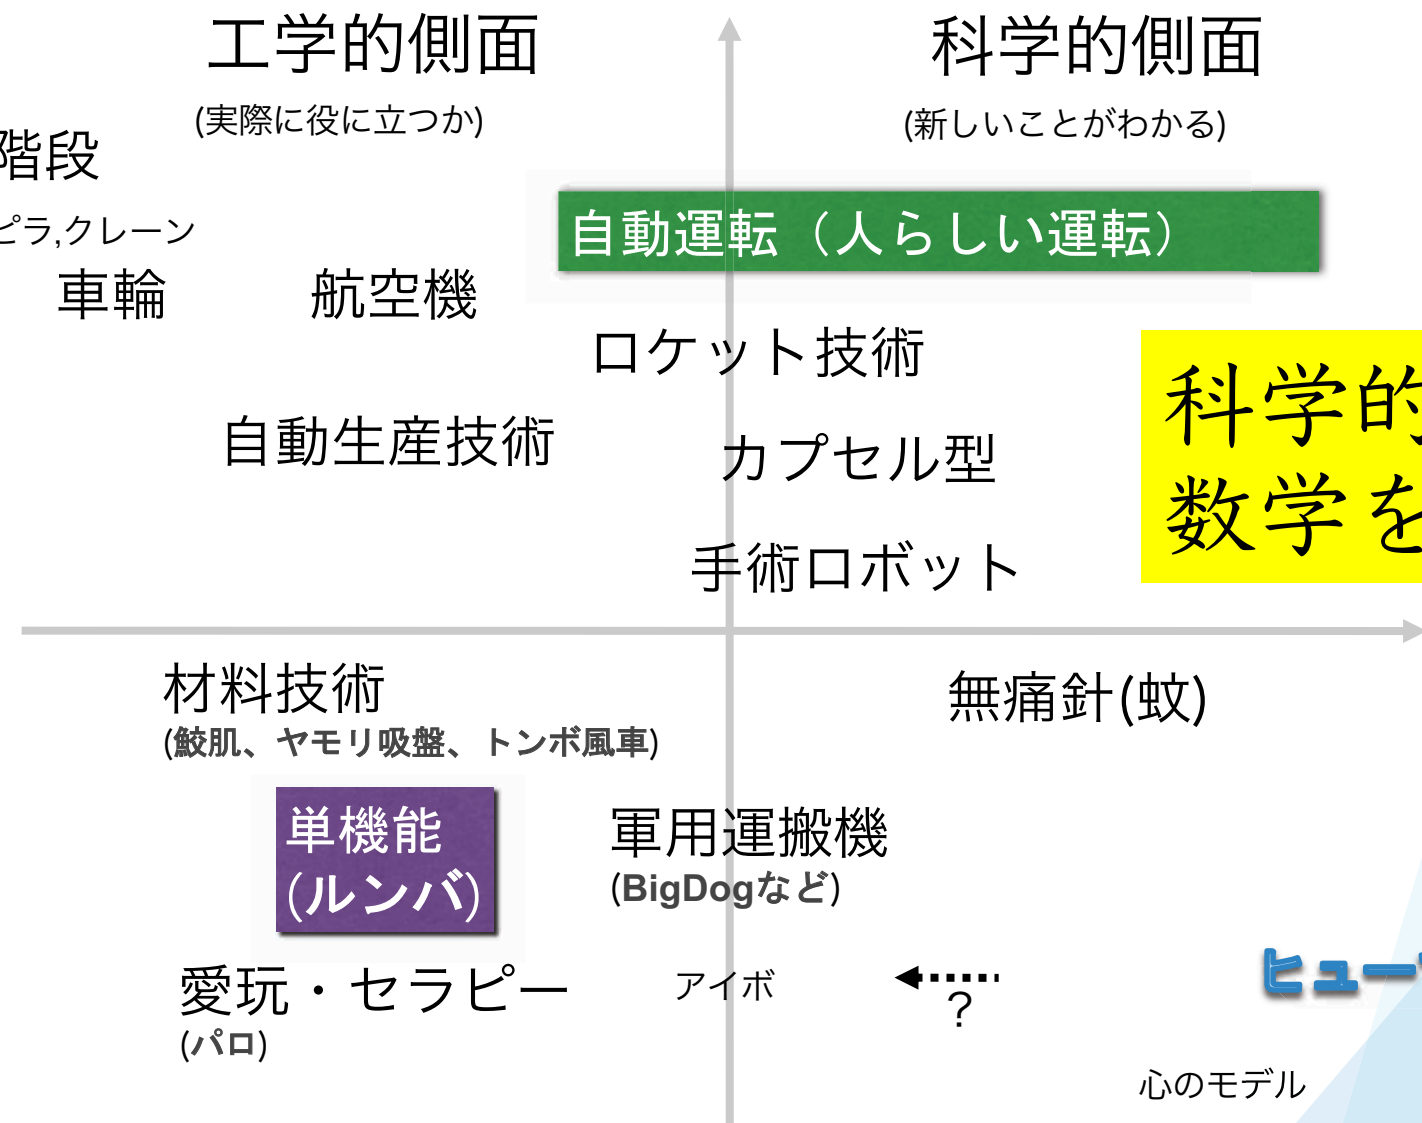 工学的側面
科学的側面
(実際に役に立つか)
(新しいことがわかる)
階段
ピラ,クレーン
自動運転（人らしい運転）
車輪
航空機
ロケット技術
科学的
自動生産技術
カプセル型
数学を
手術ロボット
材料技術
(鮫肌、ヤモリ吸盤、トンボ風車)
無痛針(蚊)
単機能
(ルンバ)
軍用運搬機
(BigDogなど)
愛玩・セラピー
(パロ)
アイボ
?
ヒュー
心のモデル